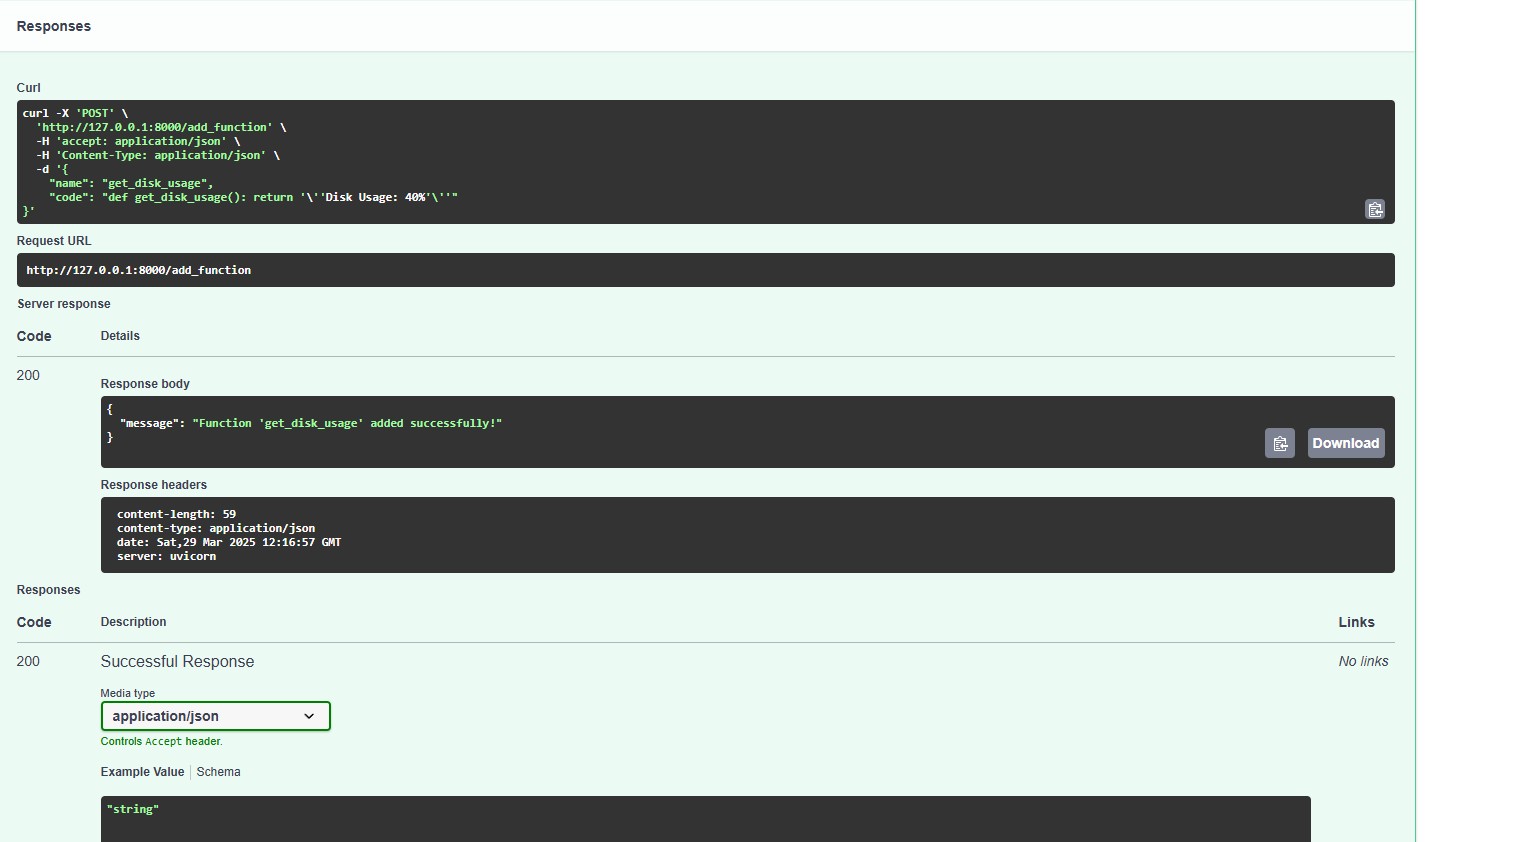 Responses
Curl
curl -X 'POST' \
  'http://127.0.0.1:8000/add_function' \
  -H 'accept: application/json' \
  -H 'Content-Type: application/json' \
  -d '{
    "name": "get_disk_usage",
    "code": "def get_disk_usage(): return '\''Disk Usage: 40%'\''"
}'
Request URL
http://127.0.0.1:8000/add_function
Server response
Code Details
200
Response body
{
  "message": "Function 'get_disk_usage' added successfully!"
}
Download
Response headers
content-length: 59
content-type: application/json
date: Sat,29 Mar 2025 12:16:57 GMT
server: uvicorn
Responses
Code Description Links
200 Successful Response No links
Media type
application/json
Controls Accept header.
Example Value Schema
"string"